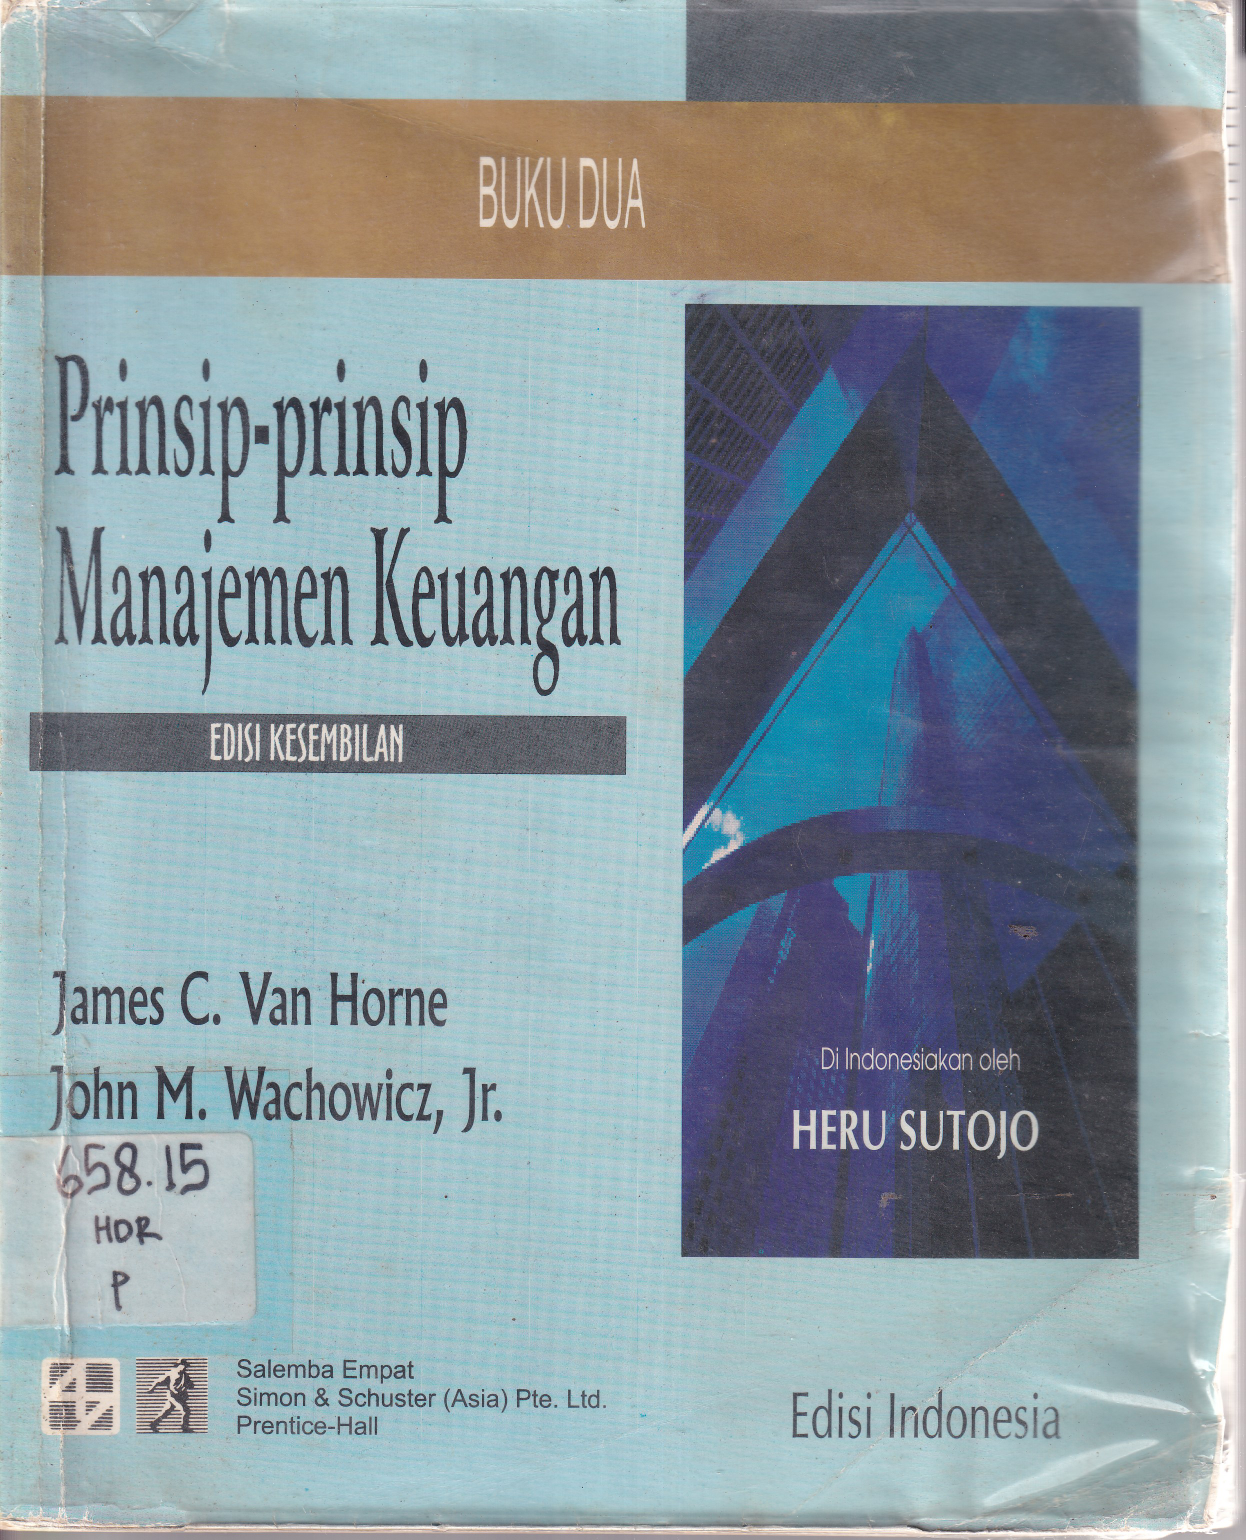 BUKU DUA
Prinsip-prinsip
Manajemen Keuangan
EDISI KESEMBILAN
James C. Van Horne
John M. Wachowicz, Jr.
Di Indonesiakan oleh
HERU SUTOJO
658.15
HOR
P
Salemba Empat
Simon & Schuster (Asia) Pte. Ltd.
Prentice-Hall
Edisi Indonesia